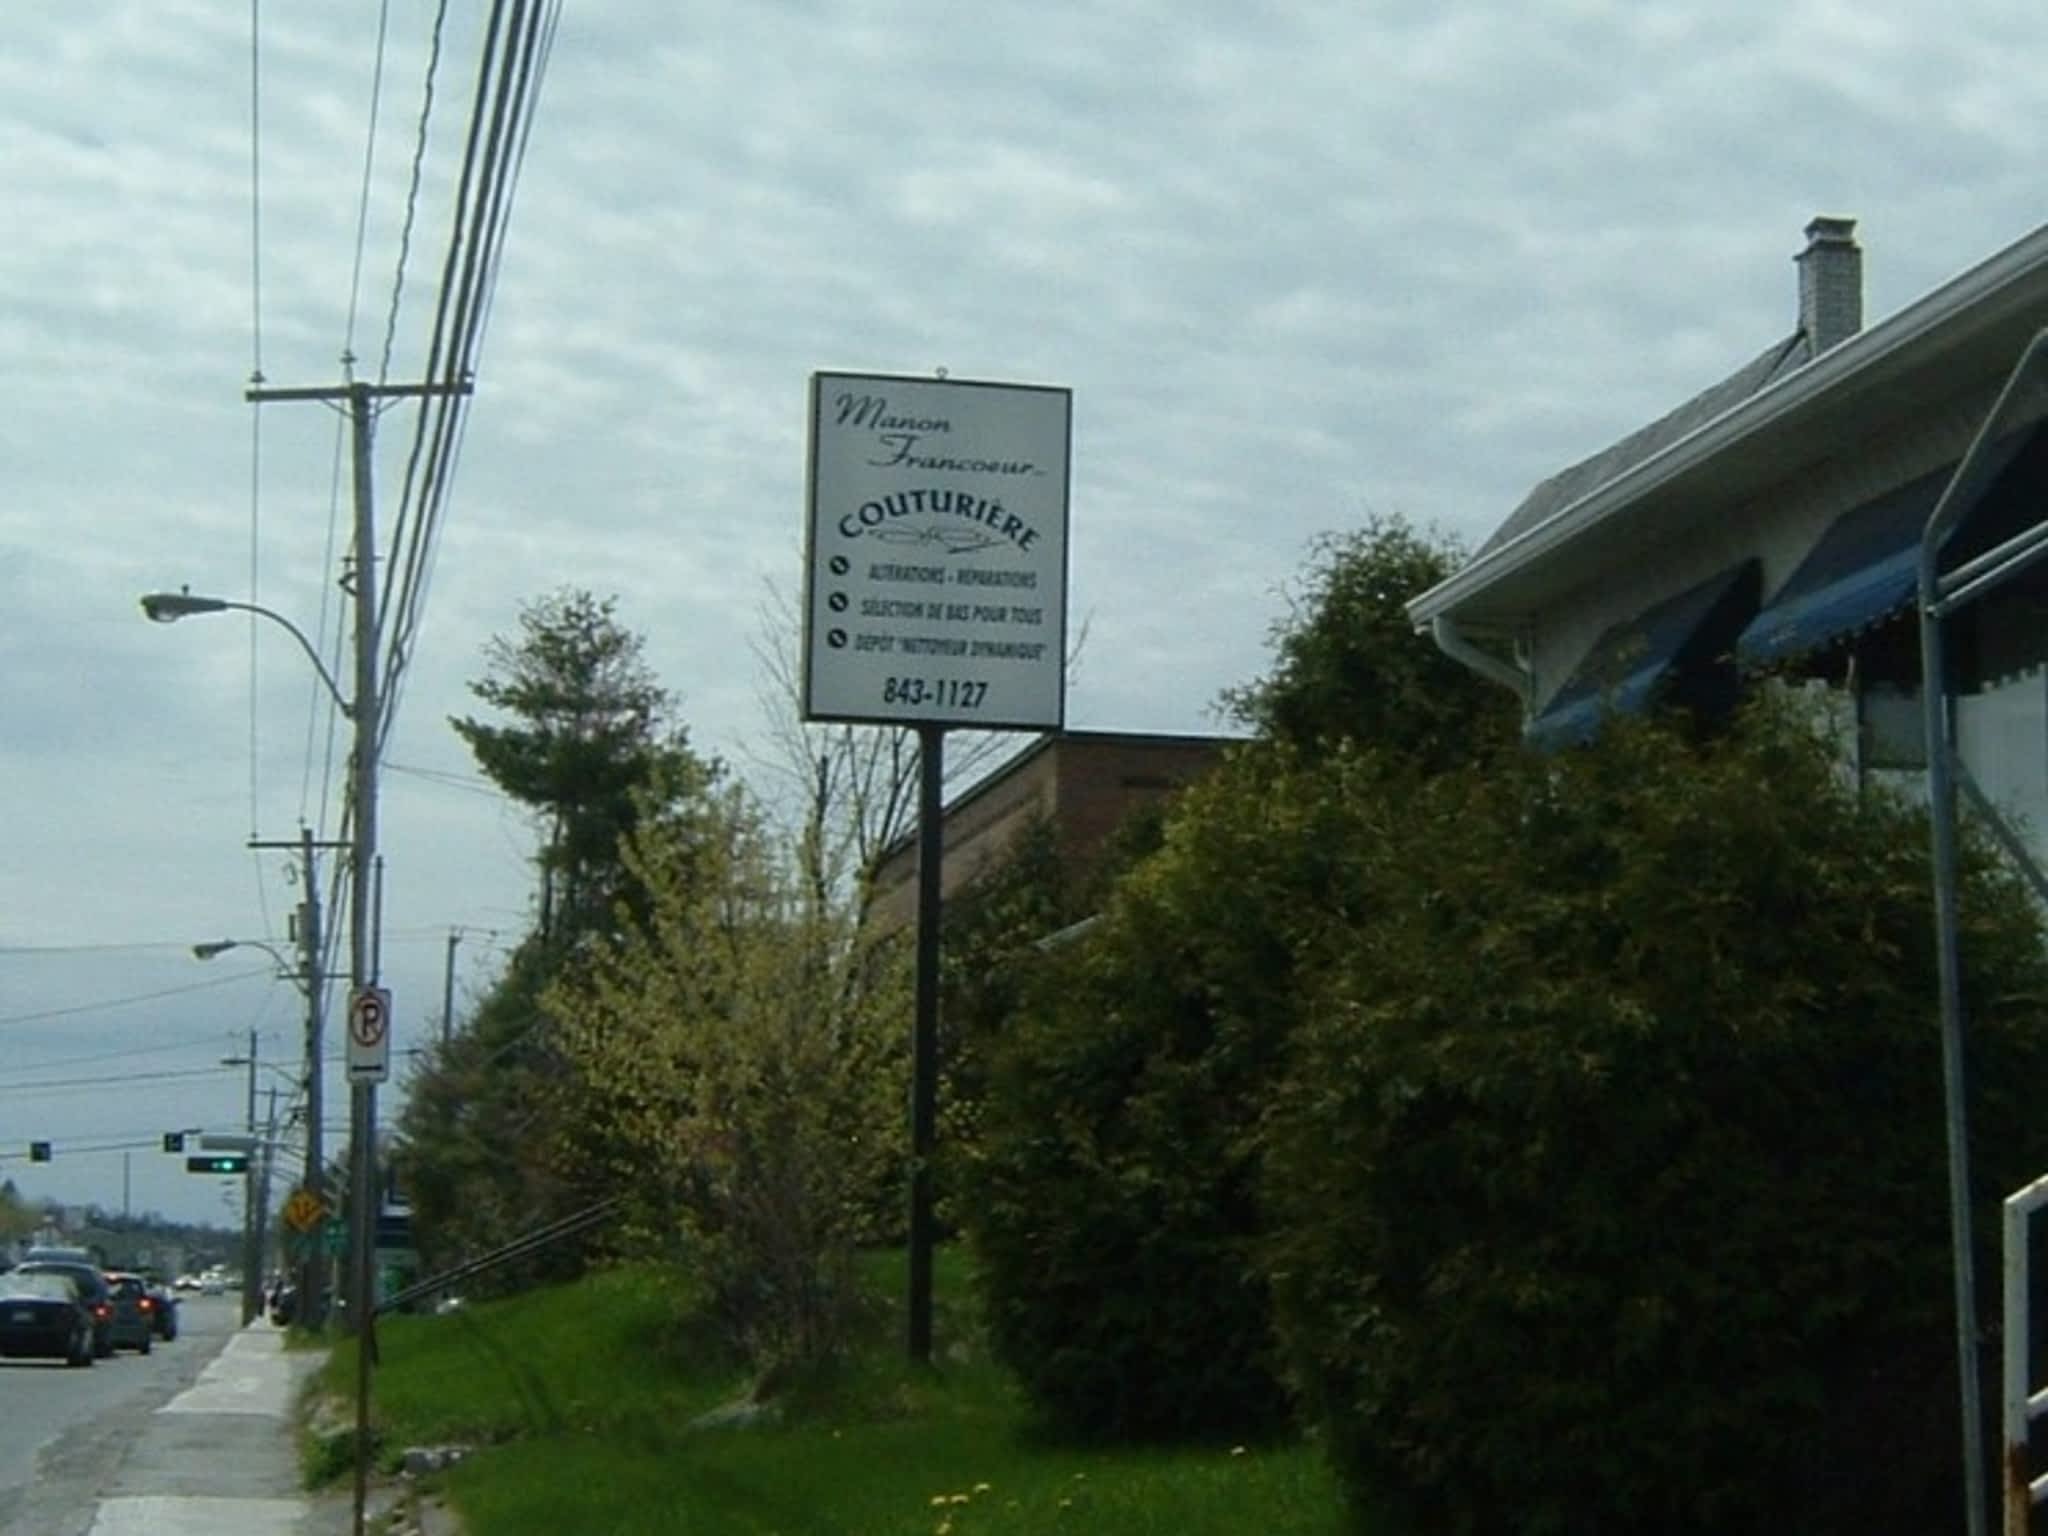 Manon
Francoeur
COUTURIÈRE
ALTÉRATIONS - RÉPARATIONS
SÉLECTION DE BAS POUR TOUS
DÉPÔT "NETTOYEUR DYNAMIQUE"
843-1127
P